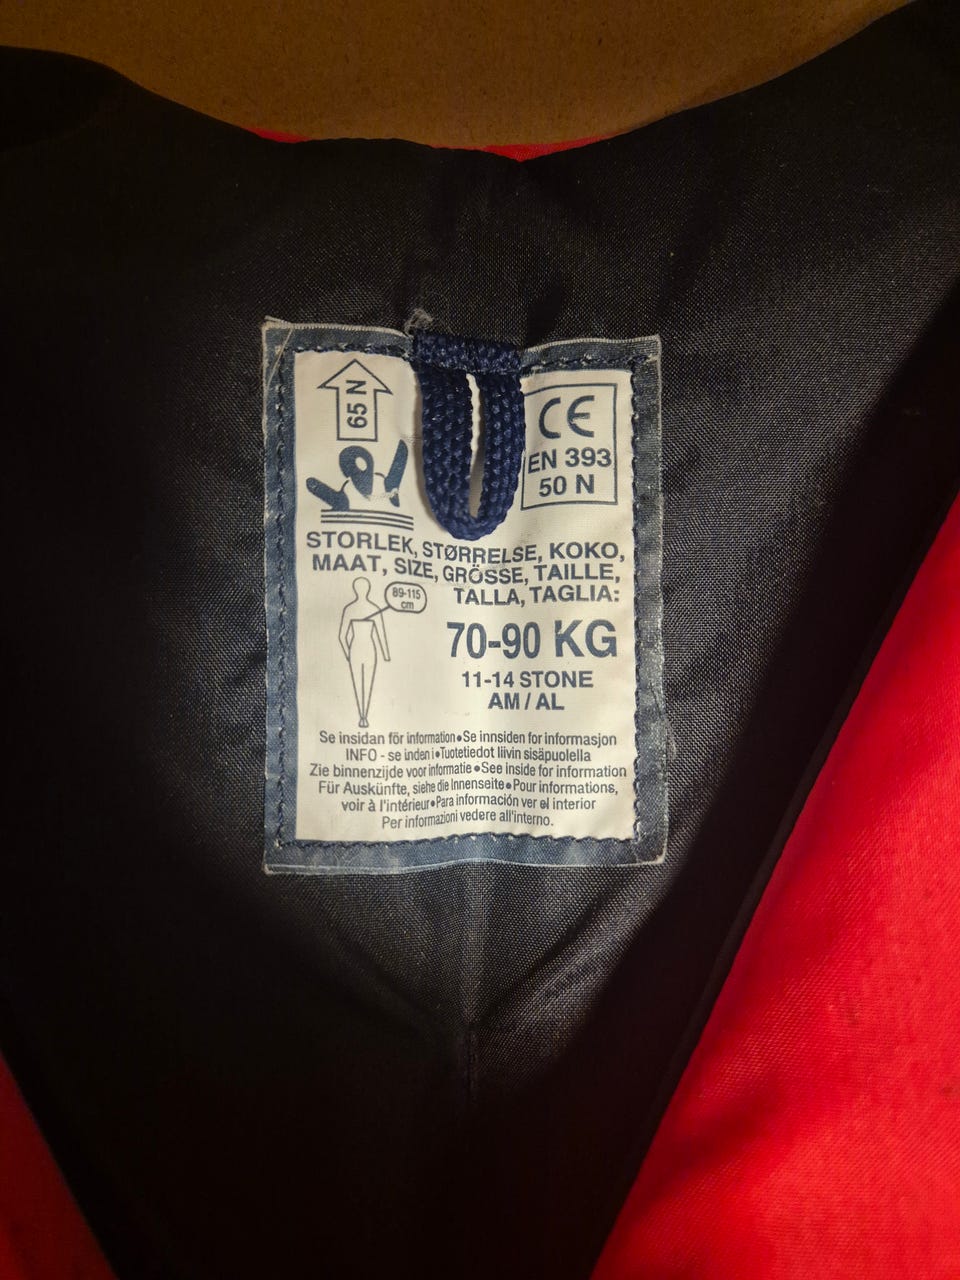 65 N
CE
EN 393
50 N
STORLEK, STØRRELSE, KOKO,
MAAT, SIZE, GRÖSSE, TAILLE,
TALLA, TAGLIA:
89-115
cm
70-90 KG
11-14 STONE
AM / AL
Se insidan för information•Se innsiden for informasjon
INFO - se inden i•Tuotetiedot liivin sisäpuolella
Zie binnenzijde voor informatie•See inside for information
Für Auskünfte, siehe die Innenseite•Pour informations,
voir à l'intérieur•Para información ver el interior
Per informazioni vedere all'interno.